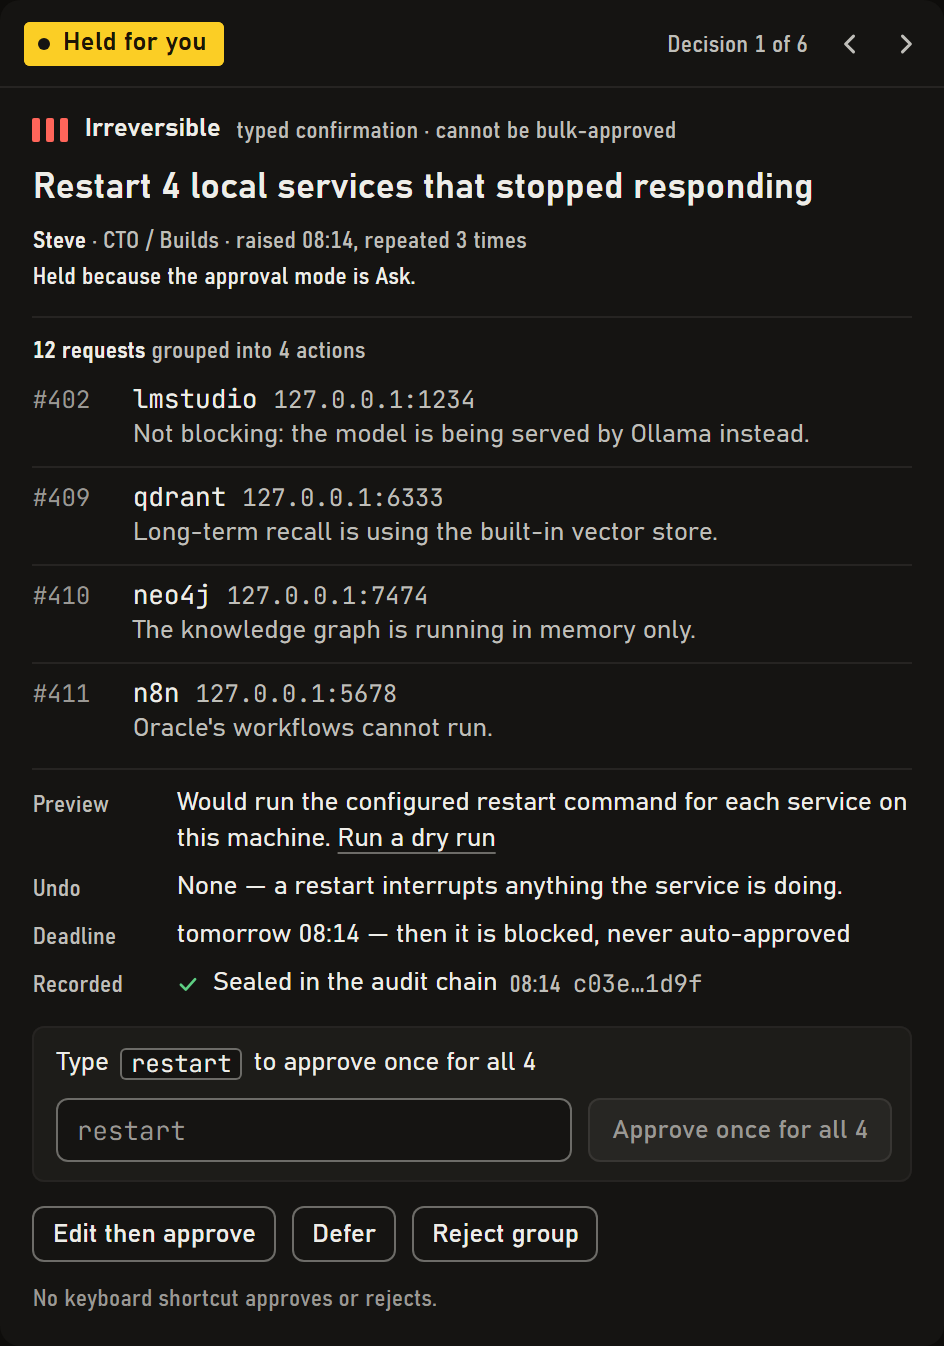 Held for you
Decision 1 of 6
Irreversible typed confirmation · cannot be bulk-approved
Restart 4 local services that stopped responding
Steve · CTO / Builds · raised 08:14, repeated 3 times
Held because the approval mode is Ask.
12 requests grouped into 4 actions
#402 lmstudio 127.0.0.1:1234
Not blocking: the model is being served by Ollama instead.
#409 qdrant 127.0.0.1:6333
Long-term recall is using the built-in vector store.
#410 neo4j 127.0.0.1:7474
The knowledge graph is running in memory only.
#411 n8n 127.0.0.1:5678
Oracle's workflows cannot run.
Preview Would run the configured restart command for each service on
this machine. Run a dry run
Undo None — a restart interrupts anything the service is doing.
Deadline tomorrow 08:14 — then it is blocked, never auto-approved
Recorded ✓ Sealed in the audit chain 08:14 c03e…1d9f
Type restart to approve once for all 4
restart
Approve once for all 4
Edit then approve
Defer
Reject group
No keyboard shortcut approves or rejects.